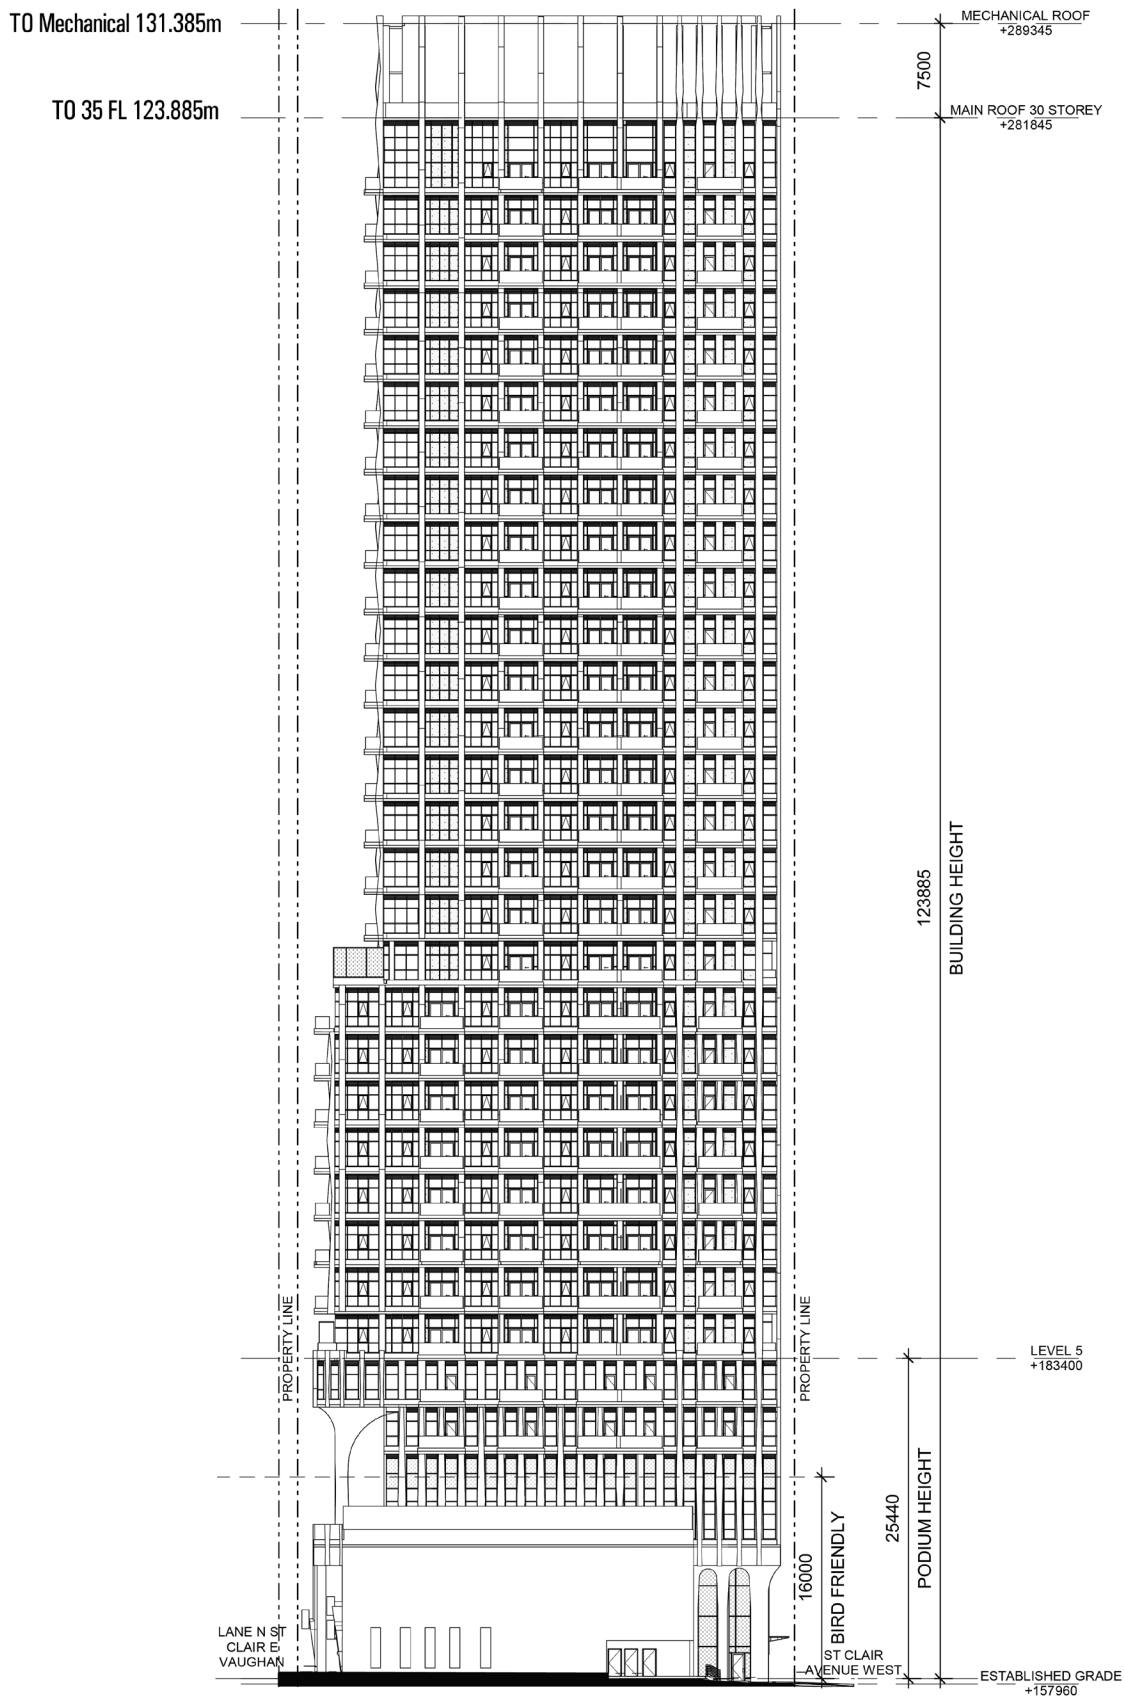 TO Mechanical 131.385m
MECHANICAL ROOF
+289345
7500
TO 35 FL 123.885m
MAIN ROOF 30 STOREY
+281845
123885
BUILDING HEIGHT
PROPERTY LINE
PROPERTY LINE
LEVEL 5
+183400
25440
PODIUM HEIGHT
16000
BIRD FRIENDLY
LANE N ST
CLAIR E
VAUGHAN
ST CLAIR
AVENUE WEST
ESTABLISHED GRADE
+157960